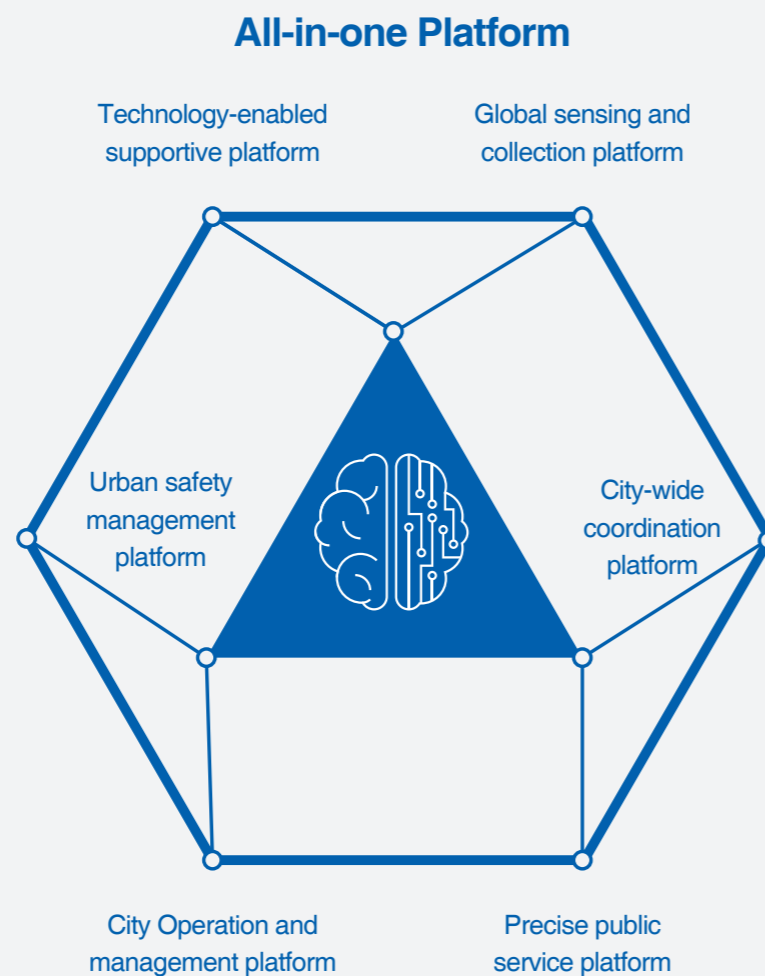 All-in-one Platform
Technology-enabled
supportive platform
Global sensing and
collection platform
Urban safety
management
platform
City-wide
coordination
platform
City Operation and
management platform
Precise public
service platform